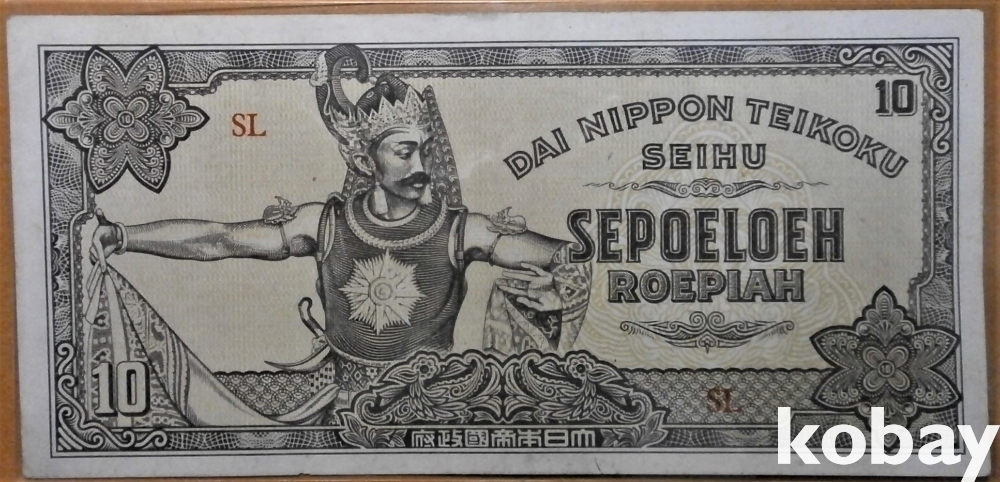 10
SL
DAI NIPPON TEIKOKU
SEIHU
SEPOELOEH
ROEPIAH
10
SL
府政國帝本日大
kobay